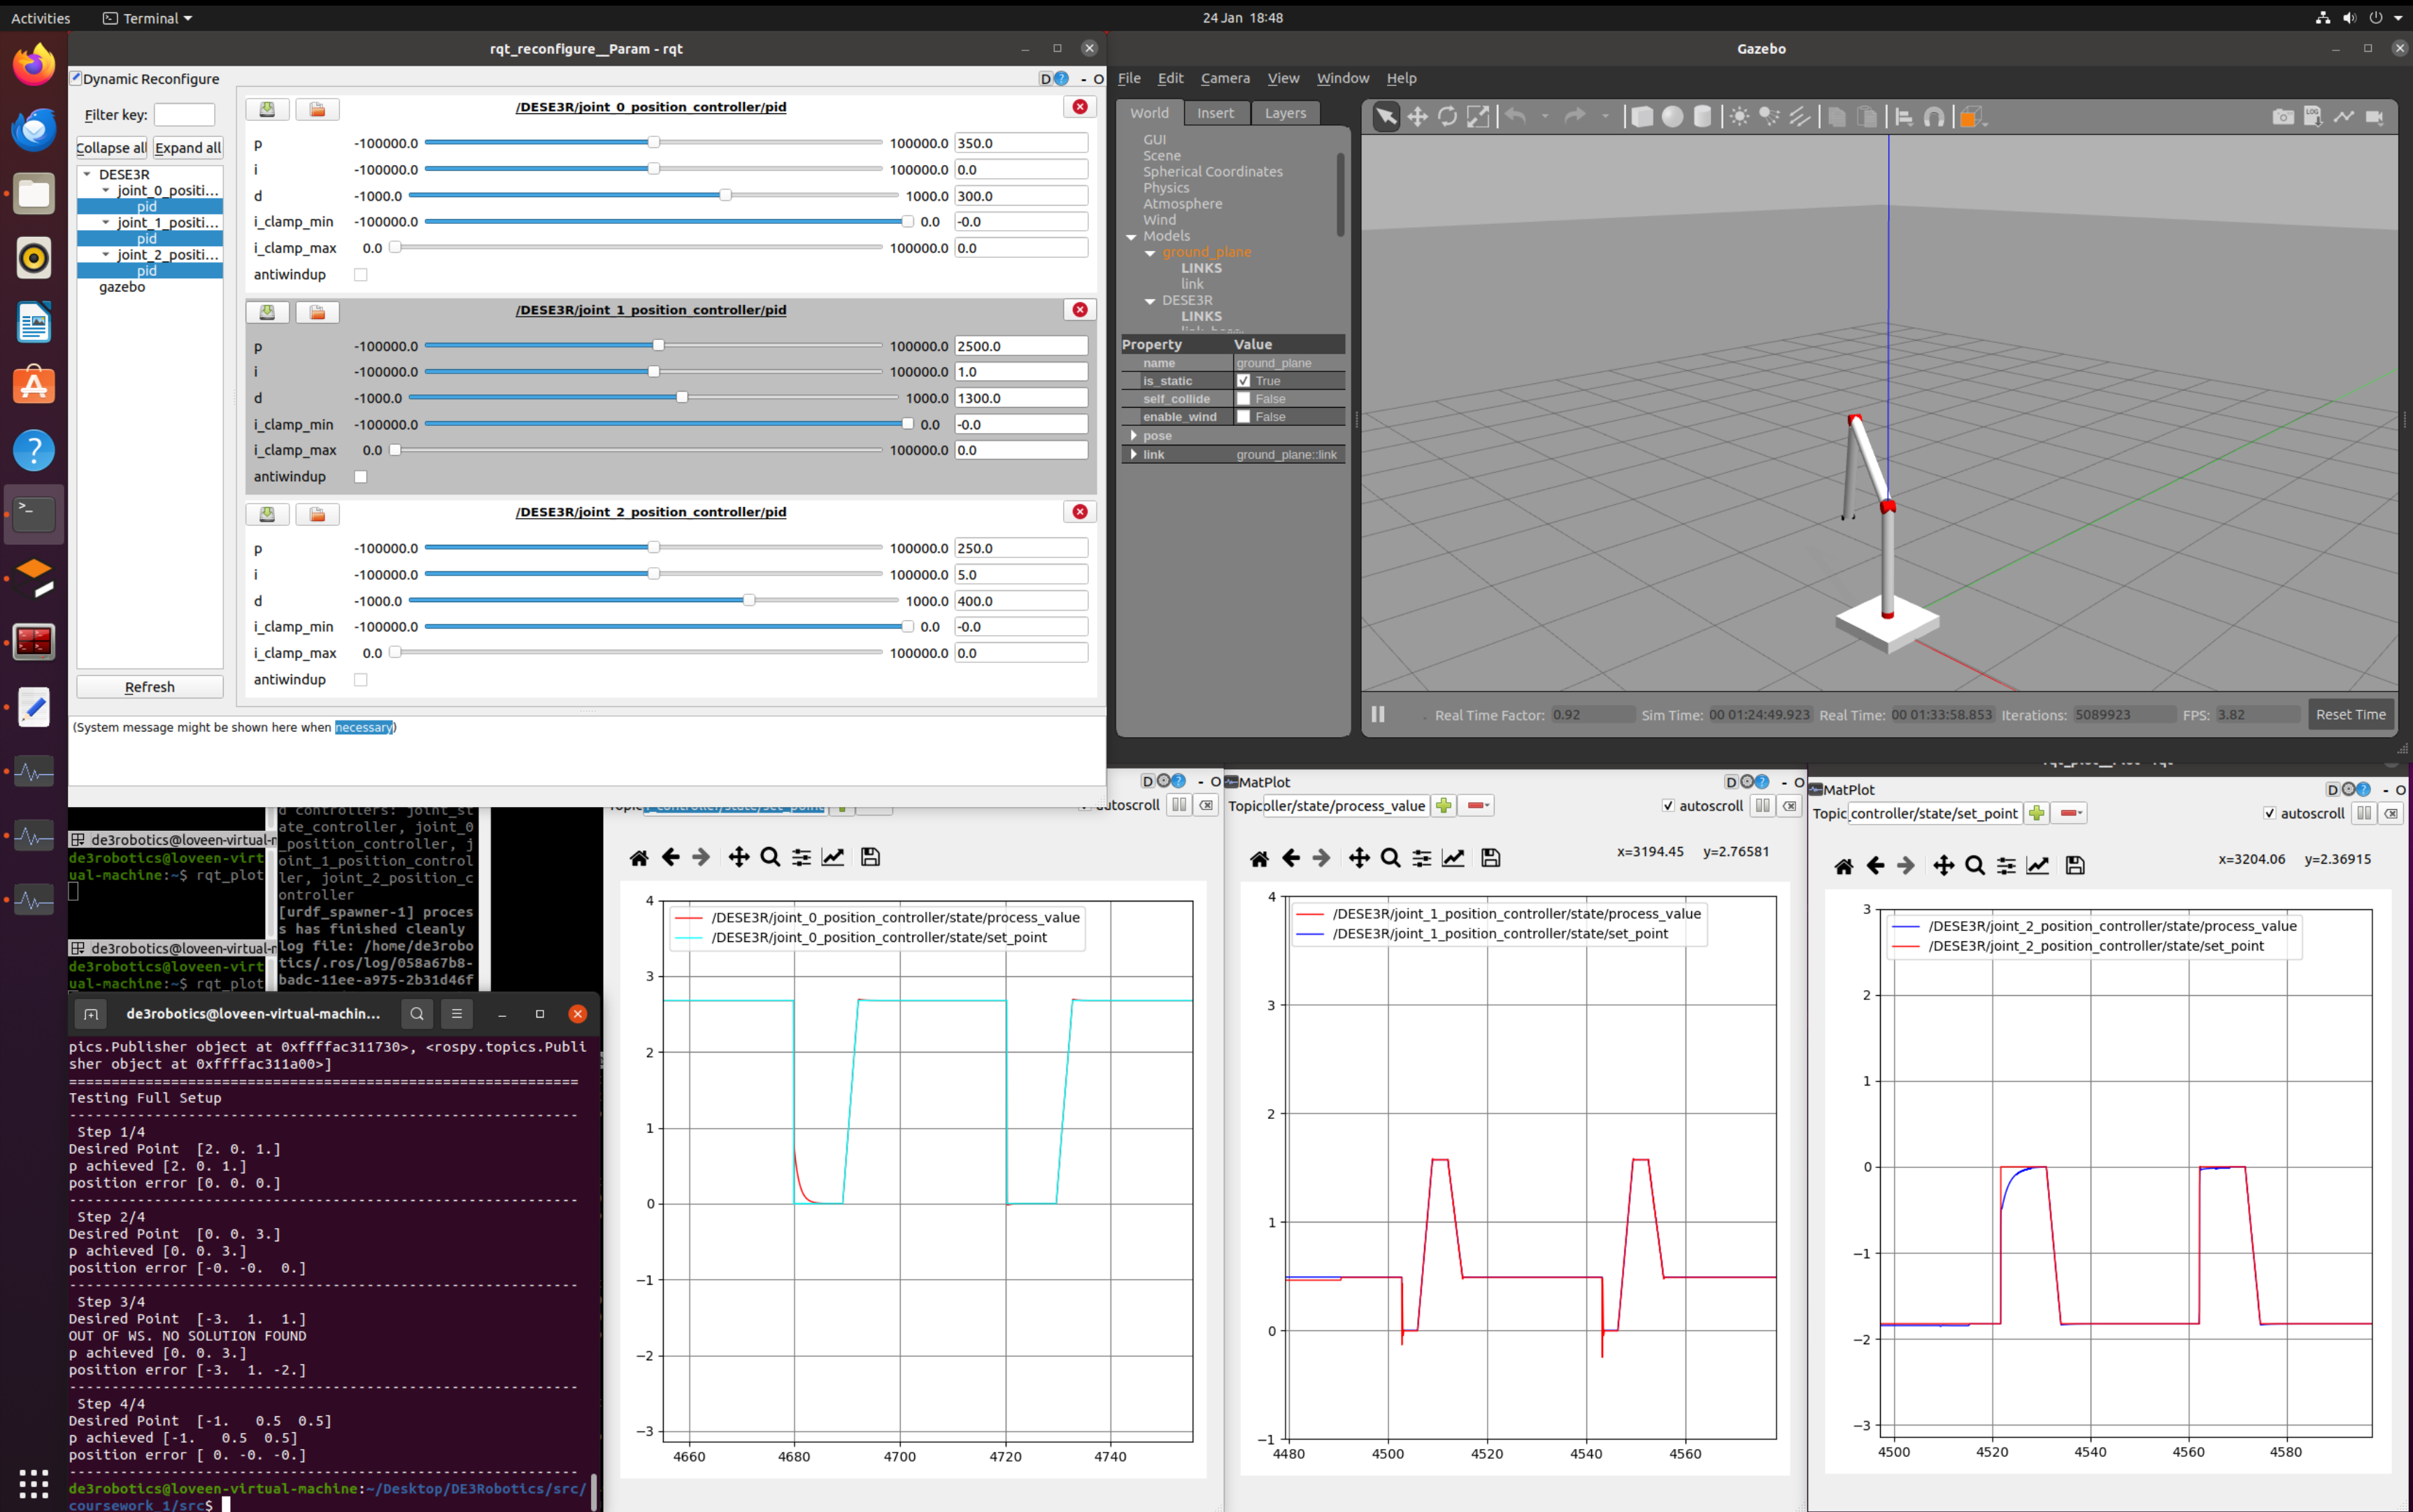 Activities
Terminal
24 Jan 18:48
rqt_reconfigure__Param - rqt
Dynamic Reconfigure
D - O
Filter key:
Collapse all Expand all
DESE3R
joint_0_positi...
pid
joint_1_positi...
pid
joint_2_positi...
pid
gazebo
Refresh
/DESE3R/joint_0_position_controller/pid
p -100000.0 100000.0 350.0
i -100000.0 100000.0 0.0
d -1000.0 1000.0 300.0
i_clamp_min -100000.0 0.0 -0.0
i_clamp_max 0.0 100000.0 0.0
antiwindup
/DESE3R/joint_1_position_controller/pid
p -100000.0 100000.0 2500.0
i -100000.0 100000.0 1.0
d -1000.0 1000.0 1300.0
i_clamp_min -100000.0 0.0 -0.0
i_clamp_max 0.0 100000.0 0.0
antiwindup
/DESE3R/joint_2_position_controller/pid
p -100000.0 100000.0 250.0
i -100000.0 100000.0 5.0
d -1000.0 1000.0 400.0
i_clamp_min -100000.0 0.0 -0.0
i_clamp_max 0.0 100000.0 0.0
antiwindup
(System message might be shown here when necessary)
Gazebo
File Edit Camera View Window Help
World Insert Layers
GUI
Scene
Spherical Coordinates
Physics
Atmosphere
Wind
Models
ground_plane
LINKS
link
DESE3R
LINKS
Property Value
name ground_plane
is_static True
self_collide False
enable_wind False
pose
link ground_plane::link
Real Time Factor: 0.92 Sim Time: 00 01:24:49.923 Real Time: 00 01:33:58.853 Iterations: 5089923 FPS: 3.82 Reset Time
de3robotics@loveen-virtual-m
de3robotics@loveen-virt
ual-machine:~$ rqt_plot
de3robotics@loveen-virtual-m
de3robotics@loveen-virt
ual-machine:~$ rqt_plot
d controllers: joint_st
ate_controller, joint_0
_position_controller, j
oint_1_position_control
ler, joint_2_position_c
ontroller
[urdf_spawner-1] proces
s has finished cleanly
log file: /home/de3robo
tics/.ros/log/058a67b8-
badc-11ee-a975-2b31d46f
de3robotics@loveen-virtual-machin...
pics.Publisher object at 0xffffac311730>, <rospy.topics.Publi
sher object at 0xffffac311a00>]
============================================================
Testing Full Setup
------------------------------------------------------------
Step 1/4
Desired Point [2. 0. 1.]
p achieved [2. 0. 1.]
position error [0. 0. 0.]
------------------------------------------------------------
Step 2/4
Desired Point [0. 0. 3.]
p achieved [0. 0. 3.]
position error [-0. -0. 0.]
------------------------------------------------------------
Step 3/4
Desired Point [-3. 1. 1.]
OUT OF WS. NO SOLUTION FOUND
p achieved [0. 0. 3.]
position error [-3. 1. -2.]
------------------------------------------------------------
Step 4/4
Desired Point [-1. 0.5 0.5]
p achieved [-1. 0.5 0.5]
position error [ 0. -0. -0.]
------------------------------------------------------------
de3robotics@loveen-virtual-machine:~/Desktop/DE3Robotics/src/
coursework_1/src$
D - O
autoscroll
/DESE3R/joint_0_position_controller/state/process_value
/DESE3R/joint_0_position_controller/state/set_point
4
3
2
1
0
−1
−2
−3
4660 4680 4700 4720 4740
MatPlot
D - O
Topic oller/state/process_value autoscroll
x=3194.45 y=2.76581
/DESE3R/joint_1_position_controller/state/process_value
/DESE3R/joint_1_position_controller/state/set_point
4
3
2
1
0
−1
4480 4500 4520 4540 4560
MatPlot
D - O
Topic controller/state/set_point autoscroll
x=3204.06 y=2.36915
/DESE3R/joint_2_position_controller/state/process_value
/DESE3R/joint_2_position_controller/state/set_point
3
2
1
0
−1
−2
−3
4500 4520 4540 4560 4580